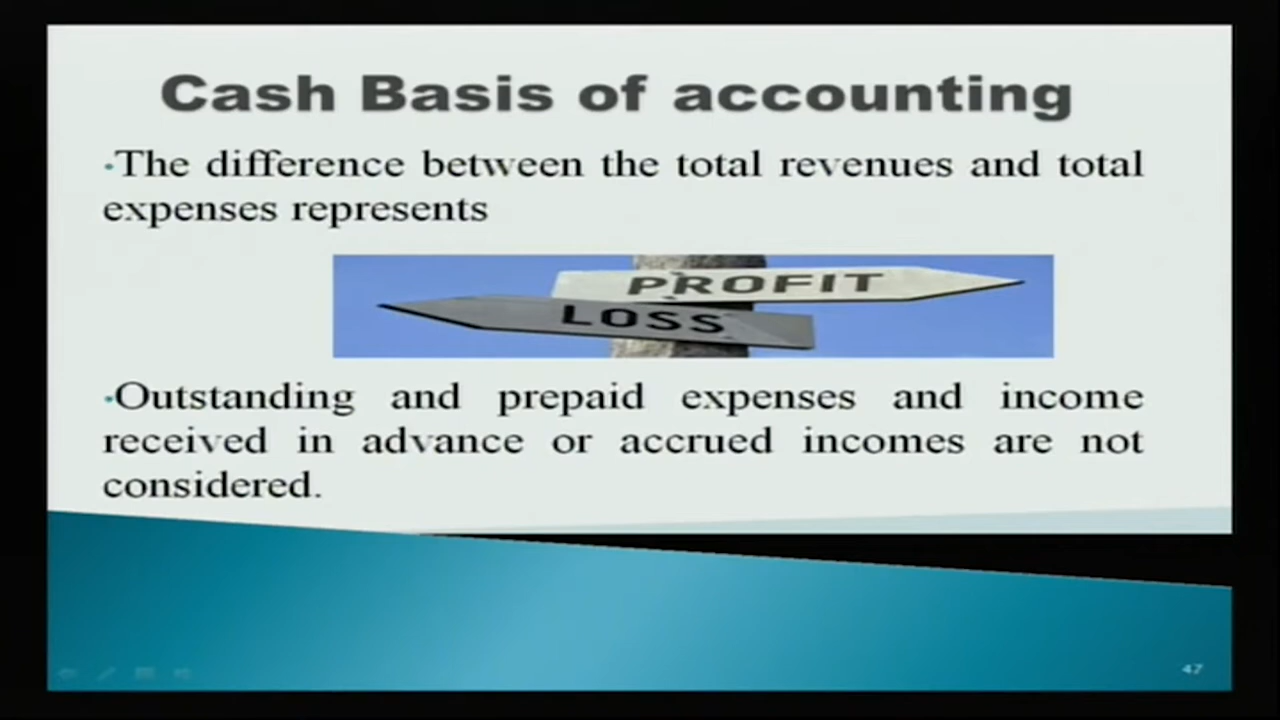 Cash Basis of accounting
•The difference between the total revenues and total
expenses represents
PROFIT
LOSS
•Outstanding and prepaid expenses and income
received in advance or accrued incomes are not
considered.
47